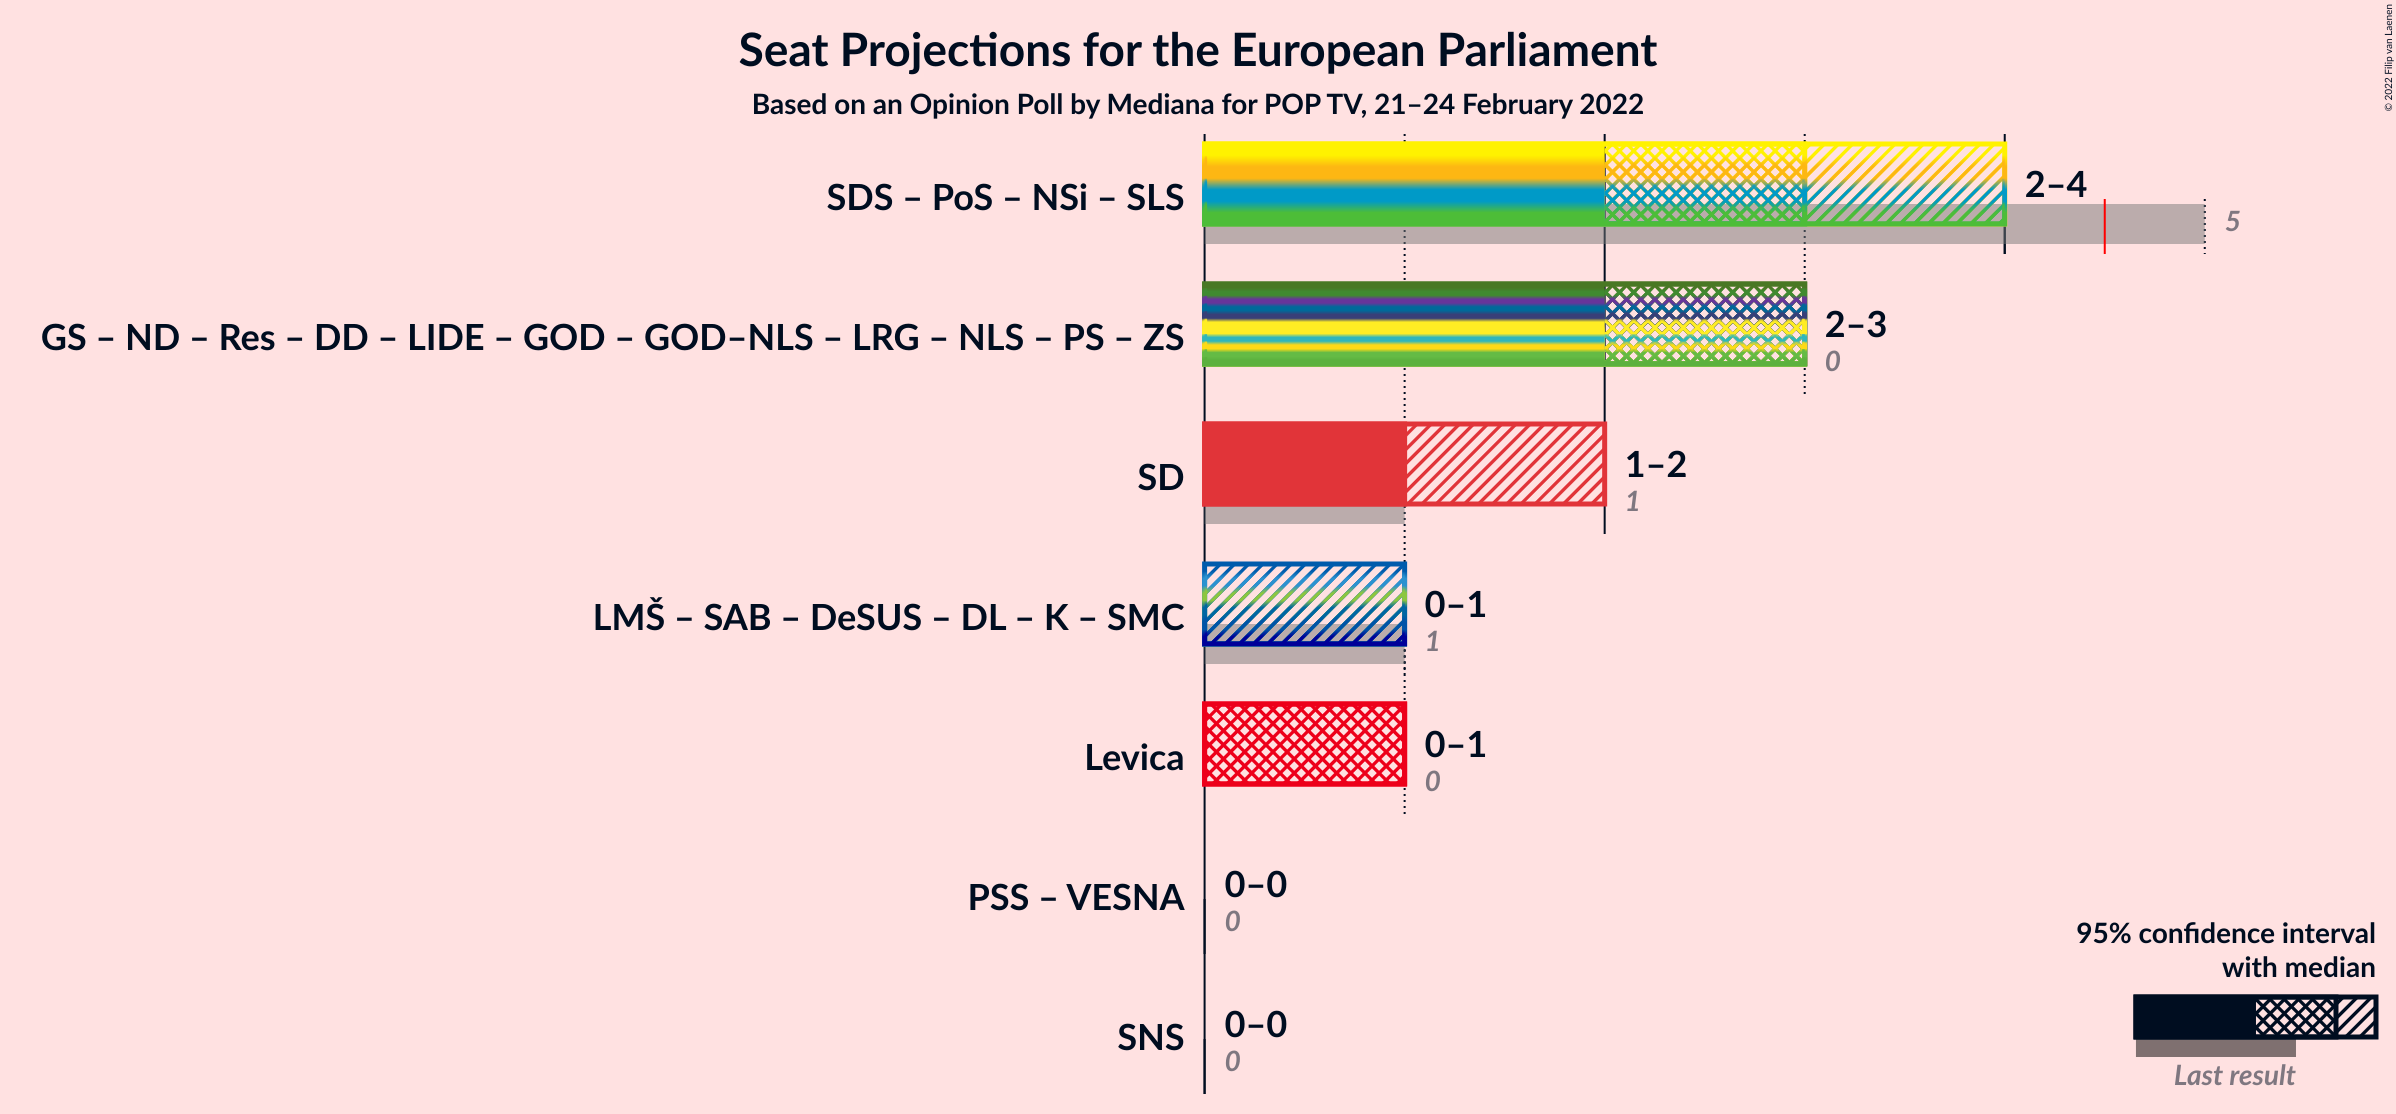 Seat Projections for the European Parliament
Based on an Opinion Poll by Mediana for POP TV, 21–24 February 2022
© 2022 Filip van Laenen
SDS – PoS – NSi – SLS
2–4
5
GS – ND – Res – DD – LIDE – GOD – GOD–NLS – LRG – NLS – PS – ZS
2–3
0
SD
1–2
1
LMŠ – SAB – DeSUS – DL – K – SMC
0–1
1
Levica
0–1
0
PSS – VESNA
0–0
0
SNS
0–0
0
95% confidence interval
with median
Last result